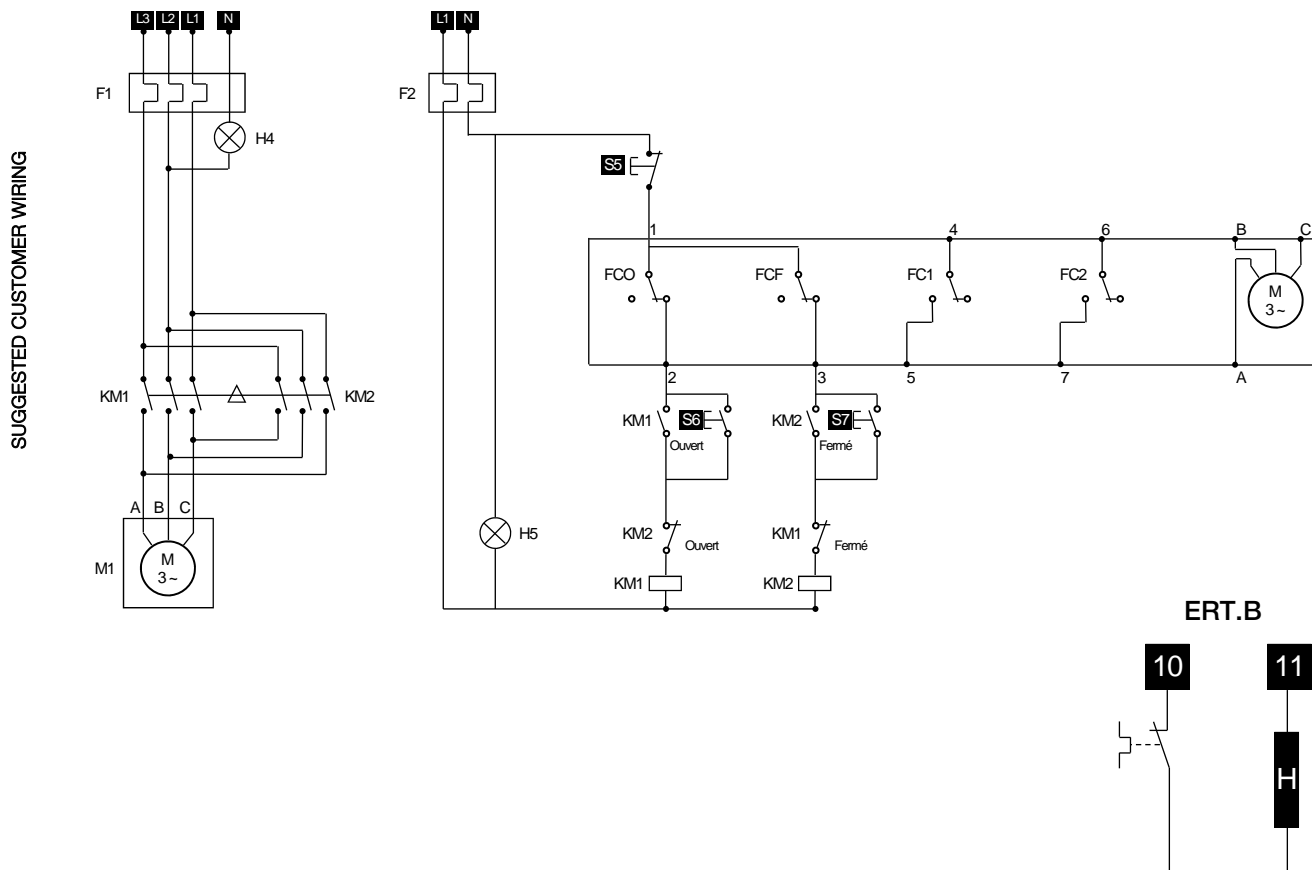 SUGGESTED CUSTOMER WIRING
L3 L2 L1 N
L1 N
F1
F2
H4
S5
1 4 6 B C
FCO FCF FC1 FC2
M
3~
2 3 5 7 A
KM1 KM2
KM1 S6 KM2 S7
Ouvert Fermé
A B C
M1
M
3~
H5
KM2 Ouvert KM1 Fermé
KM1 KM2
ERT.B
10 11
H